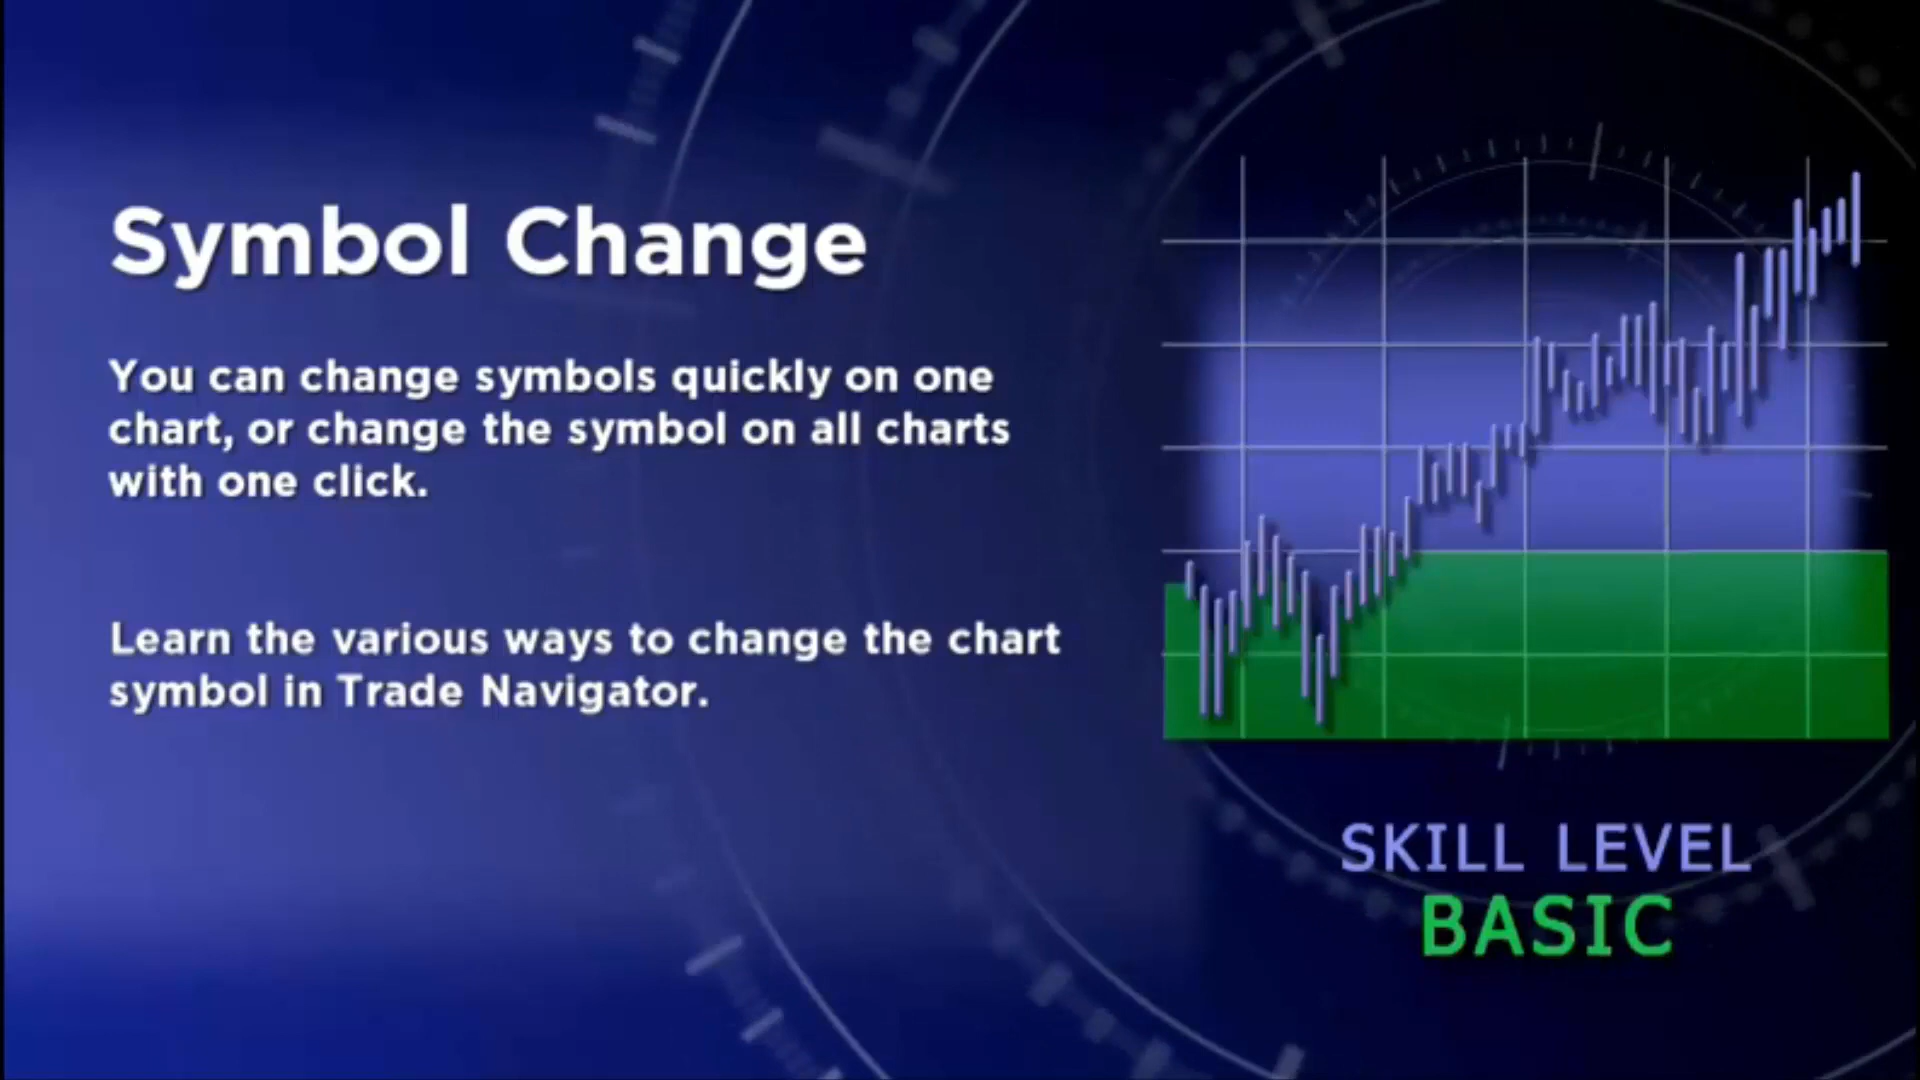 Symbol Change
You can change symbols quickly on one
chart, or change the symbol on all charts
with one click.
Learn the various ways to change the chart
symbol in Trade Navigator.
SKILL LEVEL
BASIC